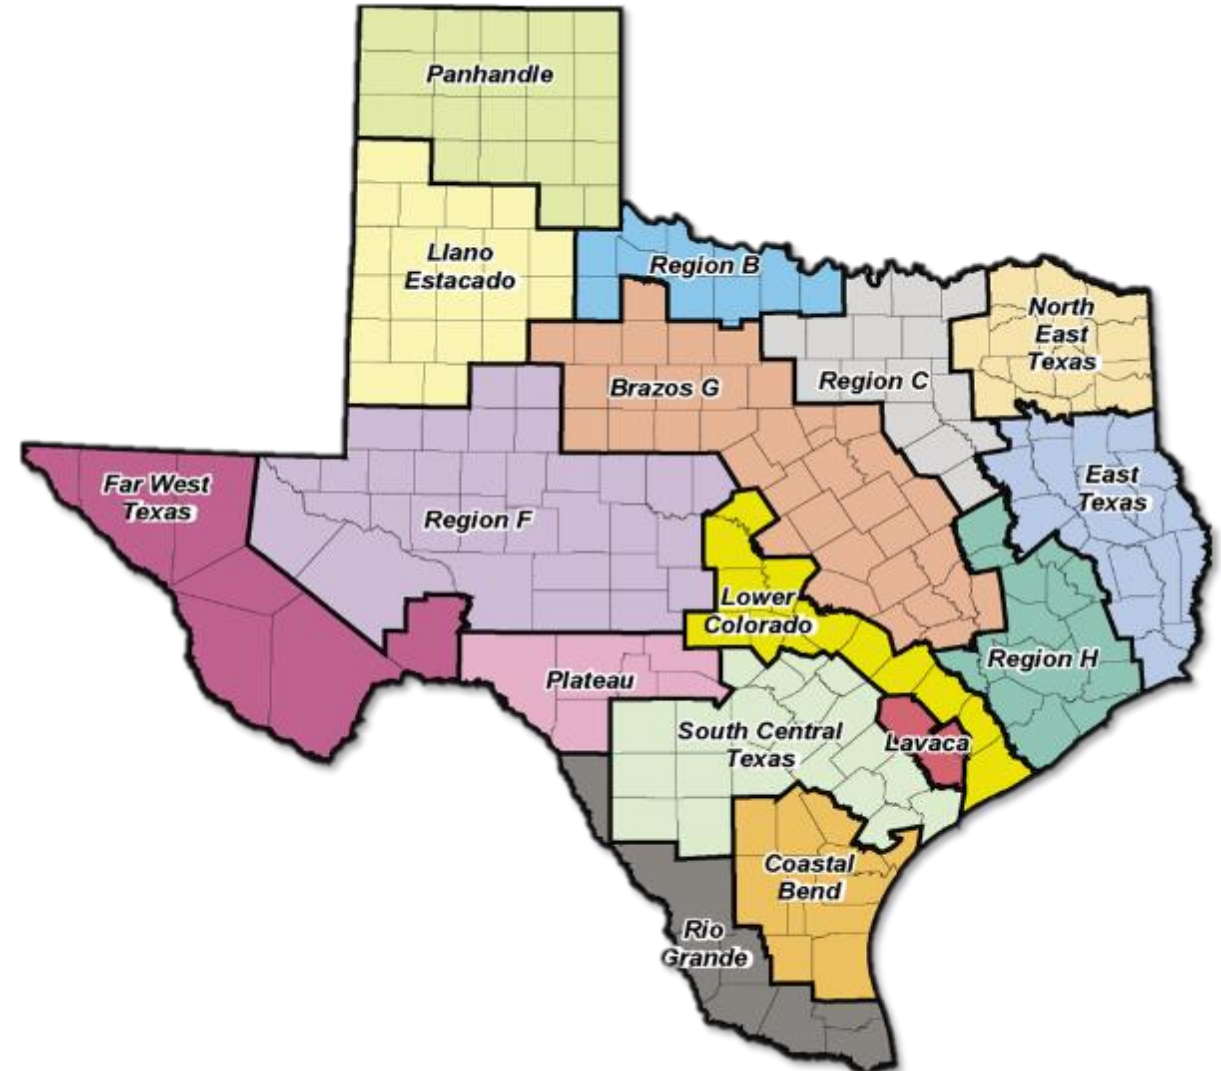 Panhandle
Llano
Estacado
Region B
North
East
Texas
Region C
Brazos G
Far West
Texas
Region F
East
Texas
Lower
Colorado
Region H
Plateau
South Central
Texas
Lavaca
Coastal
Bend
Rio
Grande